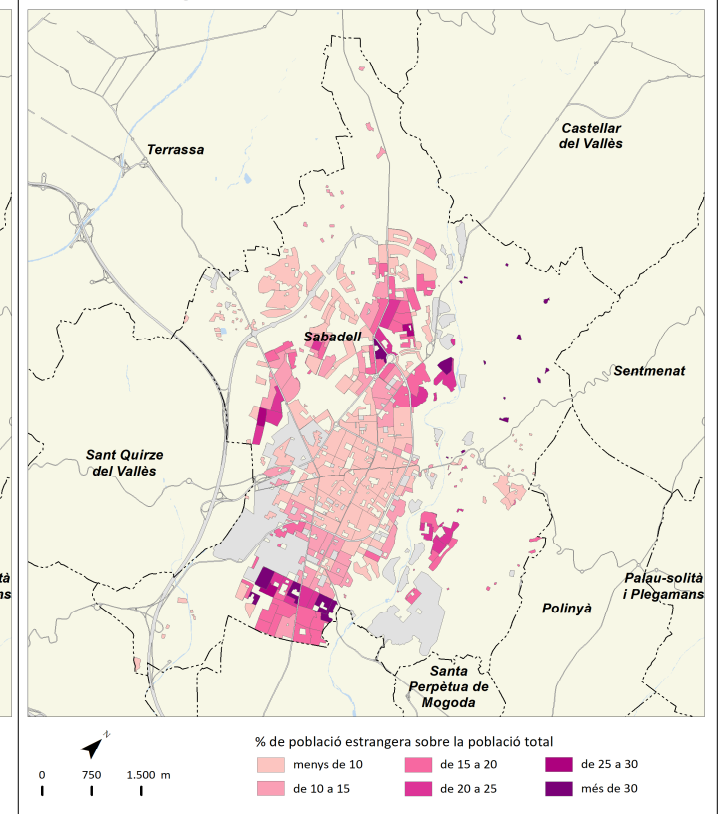 Castellar
del Vallès
Terrassa
Sabadell
Sentmenat
Sant Quirze
del Vallès
Palau-solità
i Plegamans
Polinyà
Santa
Perpètua de
Mogoda
tà
ns
N
0 750 1.500 m
% de població estrangera sobre la població total
menys de 10
de 15 a 20
de 25 a 30
de 10 a 15
de 20 a 25
més de 30